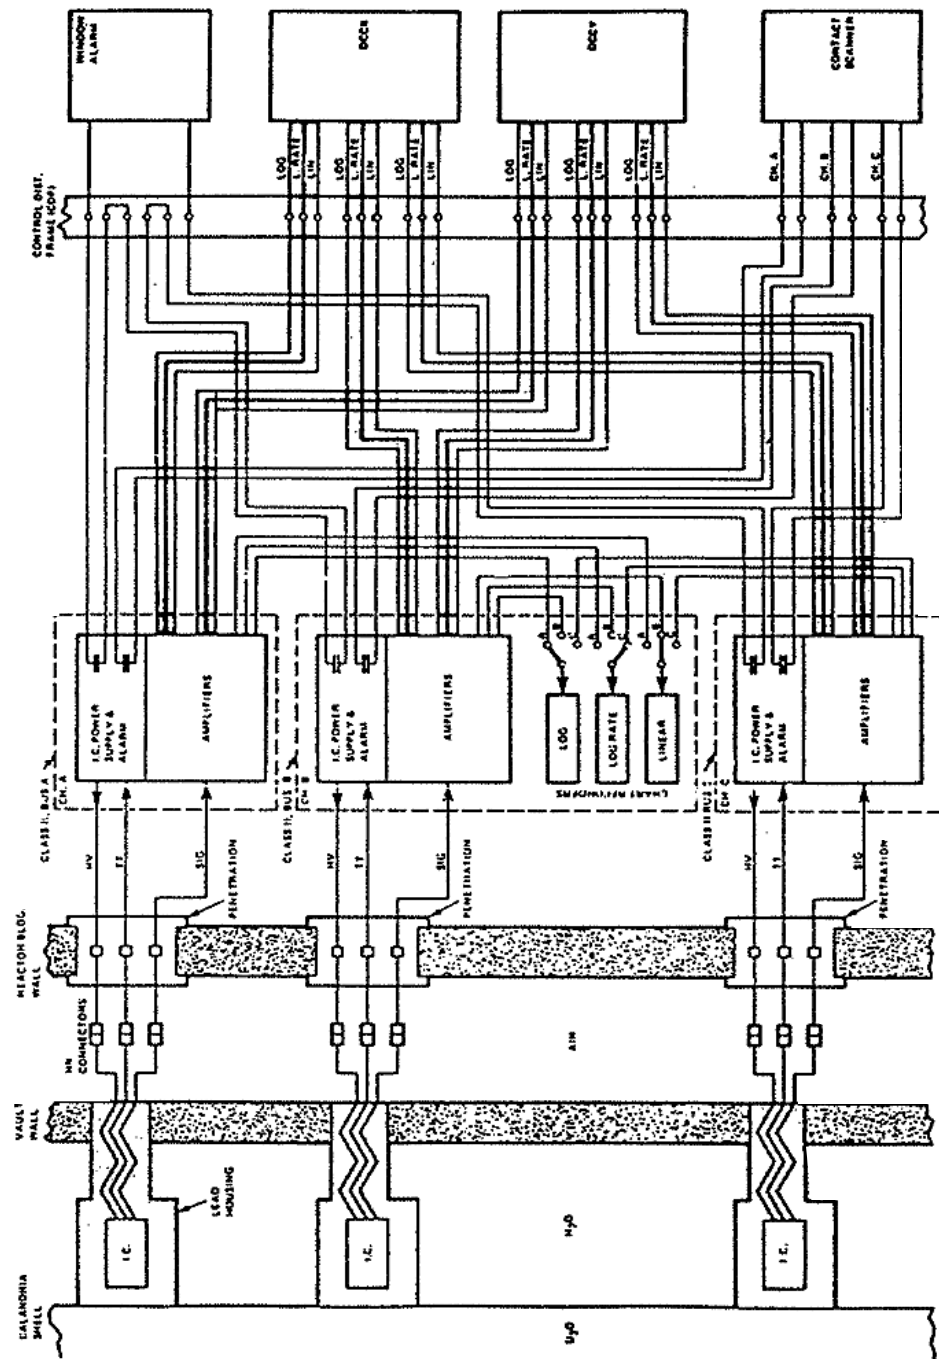 WINDOW
ALARM
DCCX
DCCY
CONTACT
SCANNER
LOG
L. RATE
LIN
LOG
L. RATE
LIN
LOG
L. RATE
LIN
LOG
L. RATE
LIN
LOG
L. RATE
LIN
LOG
L. RATE
LIN
CH. A
CH. B
CH. C
CONTROL DIST.
FRAME (CDF)
CLASS II, BUS A
CH. A
I.C. POWER
SUPPLY &
ALARM
AMPLIFIERS
CLASS II, BUS B
CH. B
I.C. POWER
SUPPLY &
ALARM
AMPLIFIERS
A
B
C
A
B
C
A
B
C
LOG
LOG RATE
LINEAR
CHART RECORDERS
CLASS II BUS C
CH. C
I.C. POWER
SUPPLY &
ALARM
AMPLIFIERS
HV
TT
SIG
PENETRATION
HV
TT
SIG
PENETRATION
HV
TT
SIG
PENETRATION
REACTOR BLDG.
WALL
HN
CONNECTORS
AIR
VAULT
WALL
LEAD
HOUSING
I.C.
I.C.
I.C.
H₂O
CALANDRIA
SHELL
D₂O